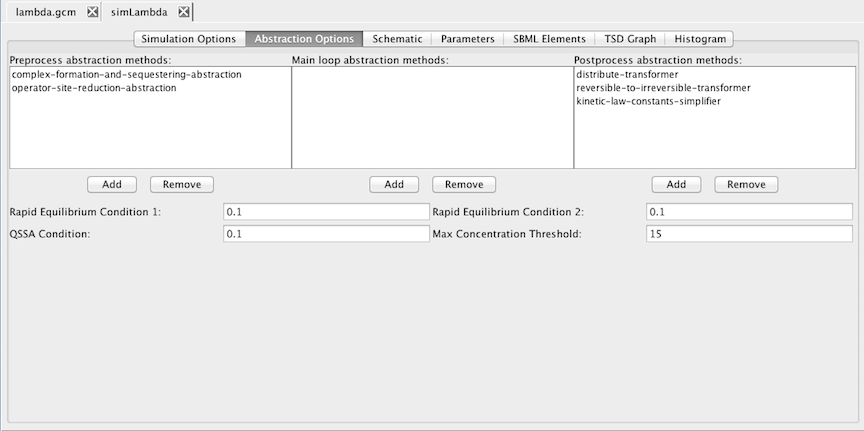 lambda.gcm simLambda
Simulation Options Abstraction Options Schematic Parameters SBML Elements TSD Graph Histogram
Preprocess abstraction methods: Main loop abstraction methods: Postprocess abstraction methods:
complex-formation-and-sequestering-abstraction distribute-transformer
operator-site-reduction-abstraction reversible-to-irreversible-transformer
kinetic-law-constants-simplifier
Add Remove Add Remove Add Remove
Rapid Equilibrium Condition 1: 0.1 Rapid Equilibrium Condition 2: 0.1
QSSA Condition: 0.1 Max Concentration Threshold: 15